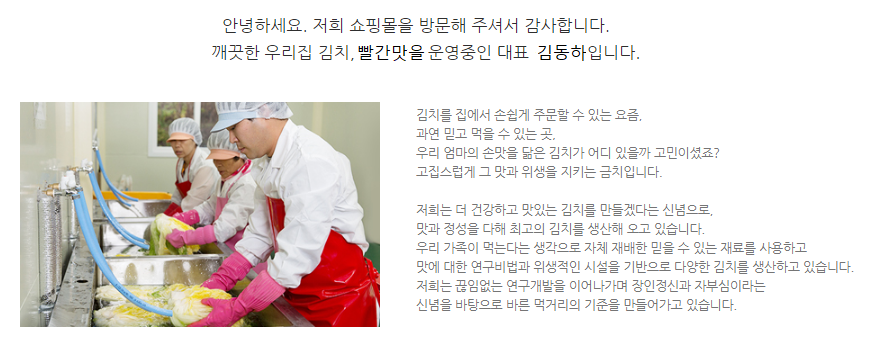 안녕하세요. 저희 쇼핑몰을 방문해 주셔서 감사합니다.
깨끗한 우리집 김치, 빨간맛을 운영중인 대표 김동하입니다.
김치를 집에서 손쉽게 주문할 수 있는 요즘,
과연 믿고 먹을 수 있는 곳,
우리 엄마의 손맛을 닮은 김치가 어디 있을까 고민이셨죠?
고집스럽게 그 맛과 위생을 지키는 금치입니다.
저희는 더 건강하고 맛있는 김치를 만들겠다는 신념으로,
맛과 정성을 다해 최고의 김치를 생산해 오고 있습니다.
우리 가족이 먹는다는 생각으로 자체 재배한 믿을 수 있는 재료를 사용하고
맛에 대한 연구비법과 위생적인 시설을 기반으로 다양한 김치를 생산하고 있습니다.
저희는 끊임없는 연구개발을 이어나가며 장인정신과 자부심이라는
신념을 바탕으로 바른 먹거리의 기준을 만들어가고 있습니다.